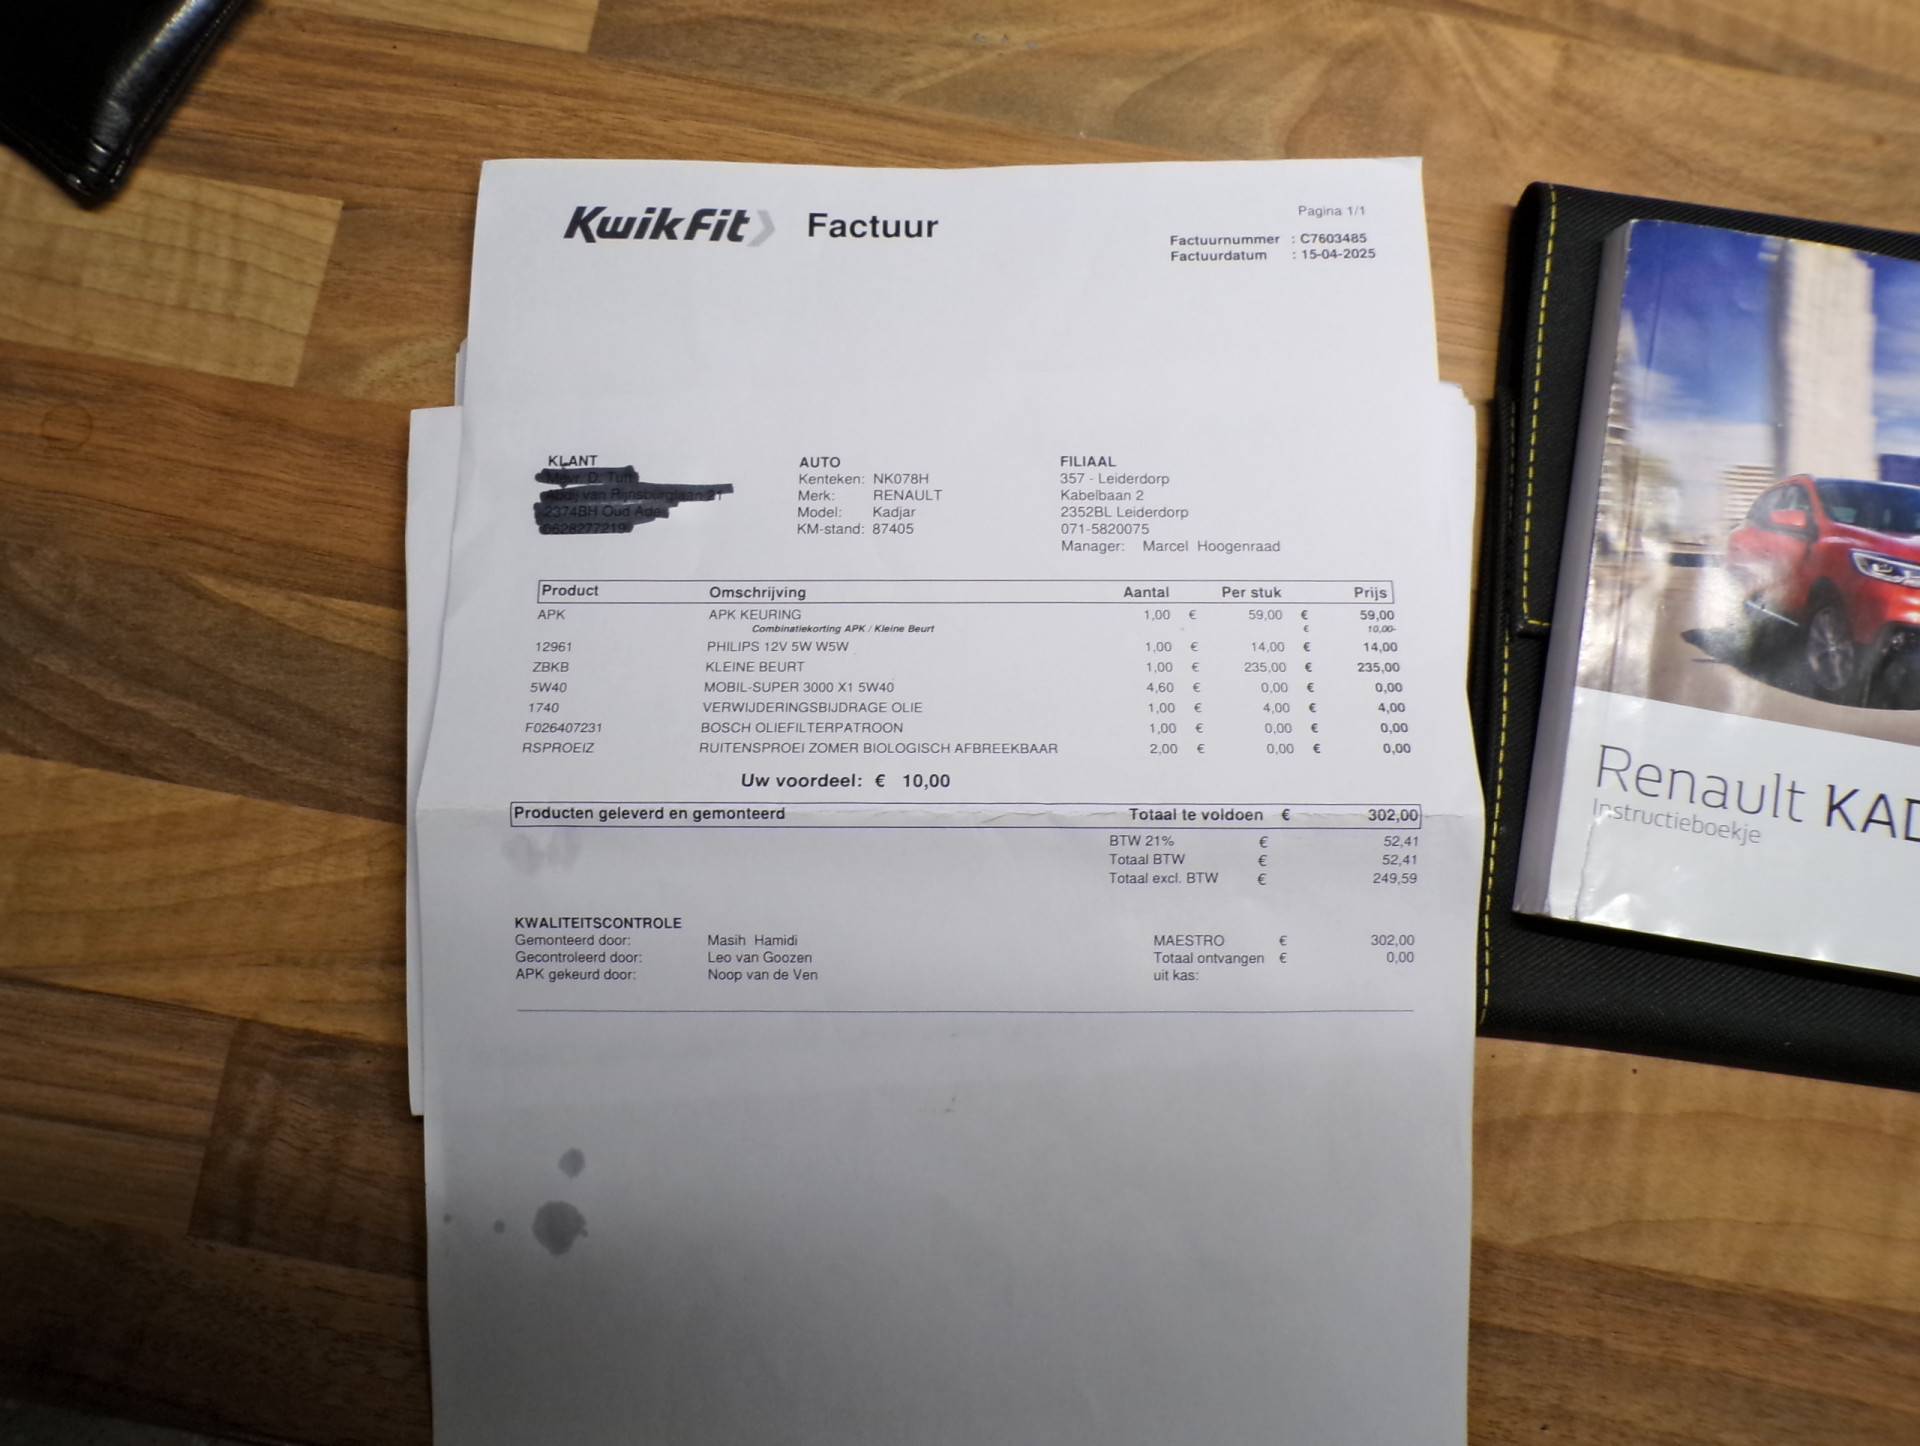 KwikFit Factuur
Pagina 1/1
Factuurnummer : C7603485
Factuurdatum : 15-04-2025
KLANT
AUTO
Kenteken: NK078H
Merk: RENAULT
Model: Kadjar
KM-stand: 87405
FILIAAL
357 - Leiderdorp
Kabelbaan 2
2352BL Leiderdorp
071-5820075
Manager: Marcel Hoogenraad
Product Omschrijving Aantal Per stuk Prijs
APK APK KEURING 1,00 € 59,00 € 59,00
Combinatiekorting APK / Kleine Beurt € 10,00-
12961 PHILIPS 12V 5W W5W 1,00 € 14,00 € 14,00
ZBKB KLEINE BEURT 1,00 € 235,00 € 235,00
5W40 MOBIL-SUPER 3000 X1 5W40 4,60 € 0,00 € 0,00
1740 VERWIJDERINGSBIJDRAGE OLIE 1,00 € 4,00 € 4,00
F026407231 BOSCH OLIEFILTERPATROON 1,00 € 0,00 € 0,00
RSPROEIZ RUITENSPROEI ZOMER BIOLOGISCH AFBREEKBAAR 2,00 € 0,00 € 0,00
Uw voordeel: € 10,00
Producten geleverd en gemonteerd Totaal te voldoen € 302,00
BTW 21% € 52,41
Totaal BTW € 52,41
Totaal excl. BTW € 249,59
KWALITEITSCONTROLE
Gemonteerd door: Masih Hamidi
Gecontroleerd door: Leo van Goozen
APK gekeurd door: Noop van de Ven
MAESTRO € 302,00
Totaal ontvangen € 0,00
uit kas:
Renault KAD
Instructieboekje